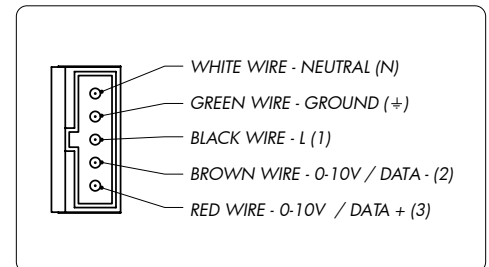 WHITE WIRE - NEUTRAL (N)
GREEN WIRE - GROUND (⏚)
BLACK WIRE - L (1)
BROWN WIRE - 0-10V / DATA - (2)
RED WIRE - 0-10V / DATA + (3)